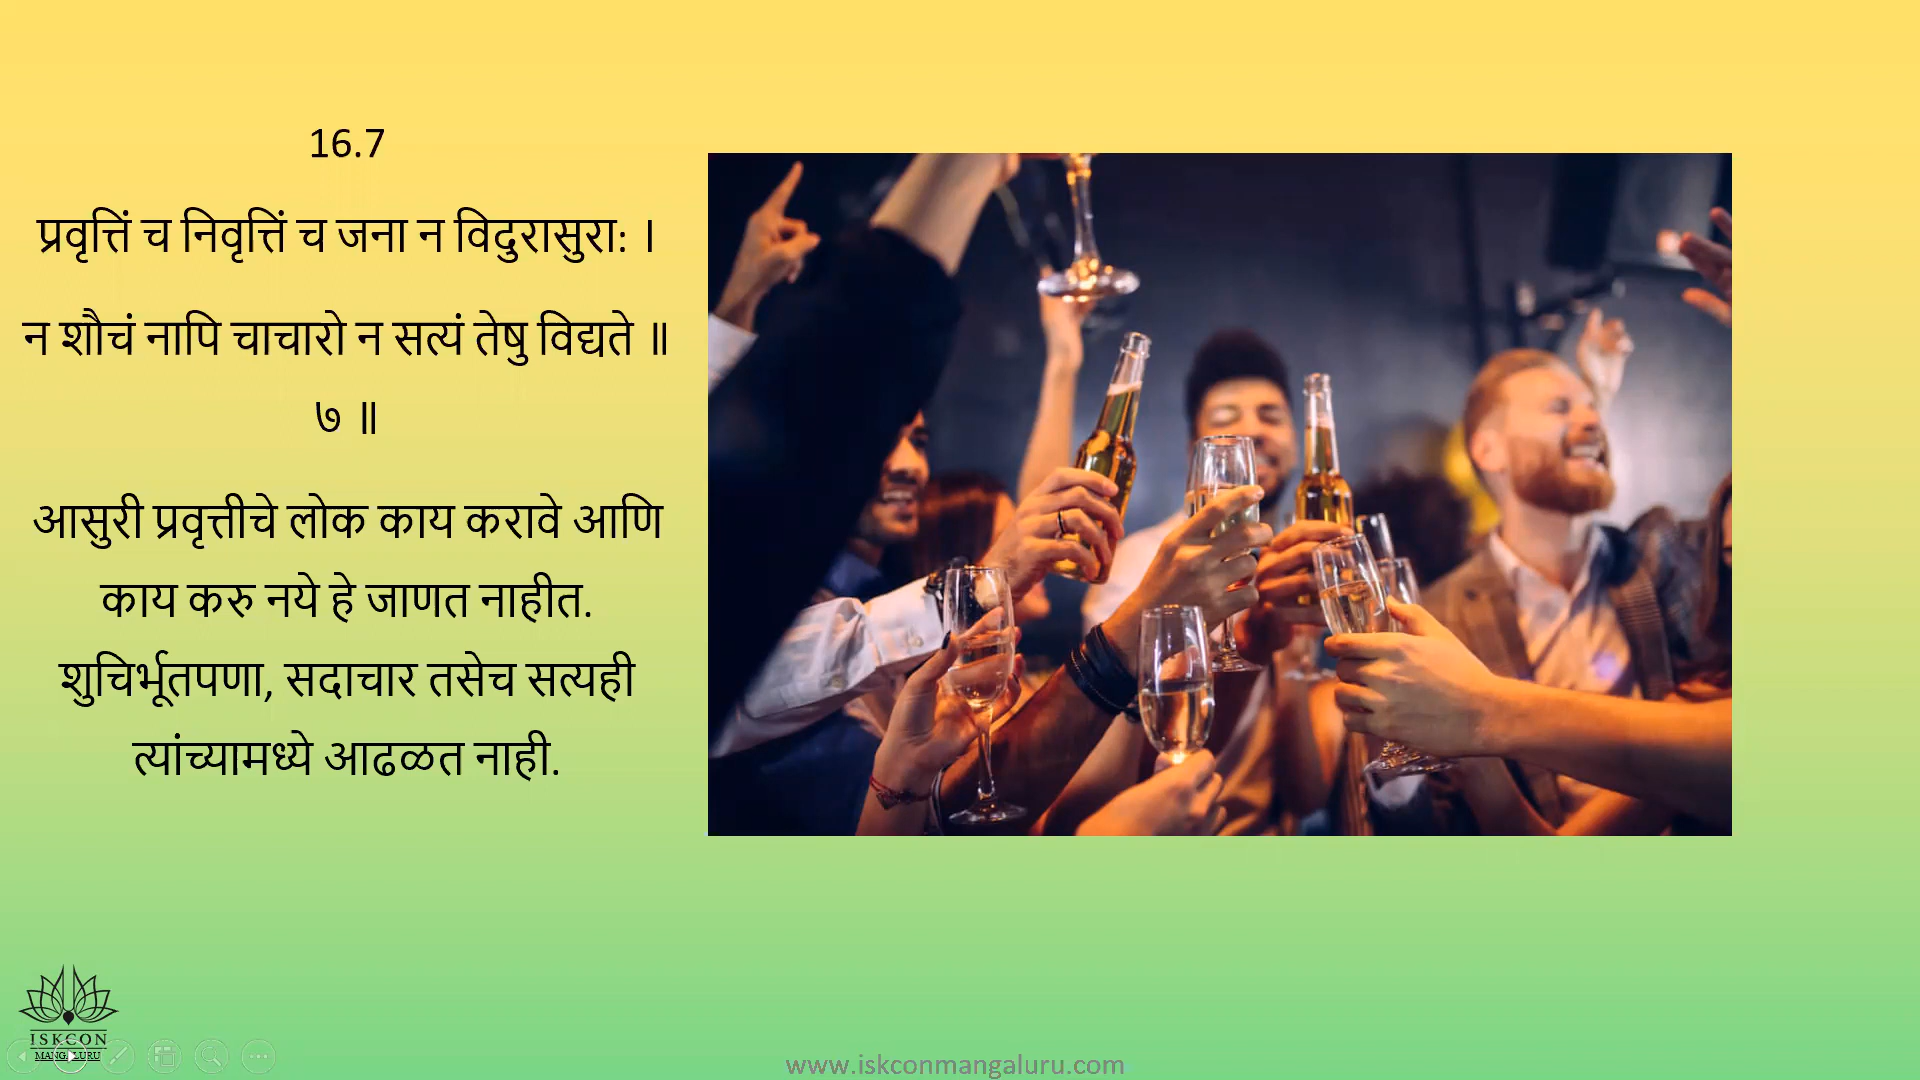 16.7
प्रवृत्तिं च निवृत्तिं च जना न विदुरासुराः ।
न शौचं नापि चाचारो न सत्यं तेषु विद्यते ॥
७ ॥
आसुरी प्रवृत्तीचे लोक काय करावे आणि
काय करु नये हे जाणत नाहीत.
शुचिर्भूतपणा, सदाचार तसेच सत्यही
त्यांच्यामध्ये आढळत नाही.
ISKCON
MANGALURU
www.iskconmangaluru.com